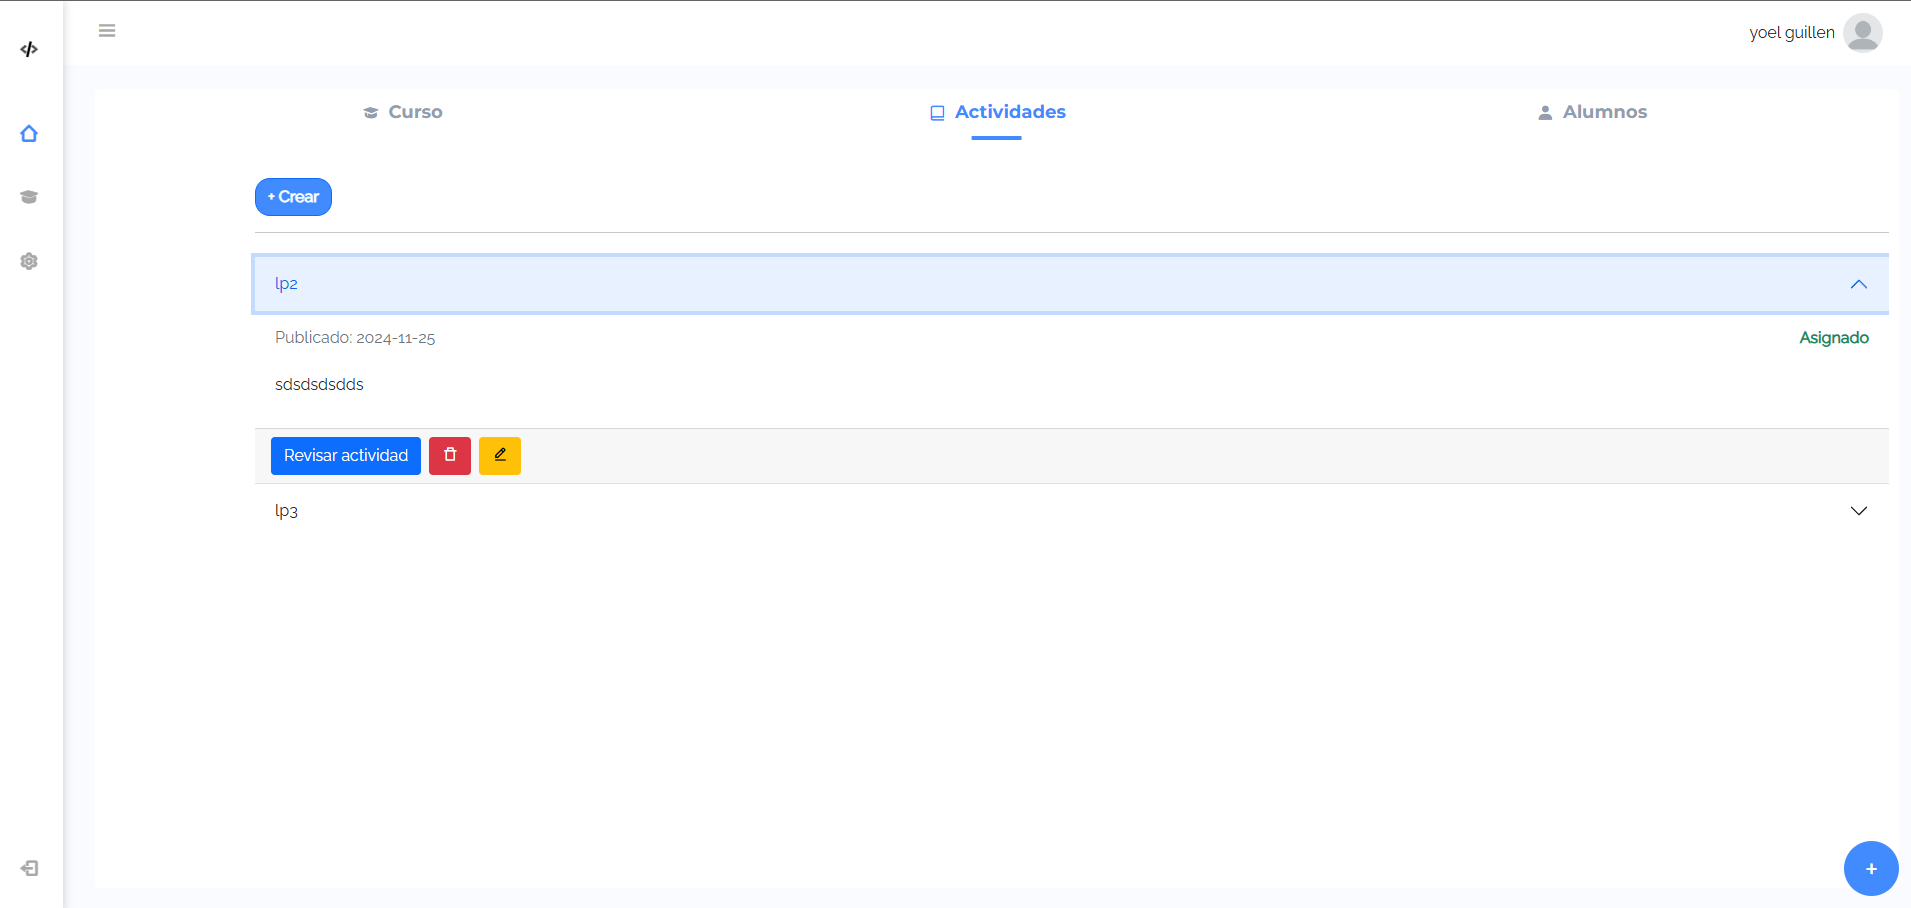 yoel guillen
Curso
Actividades
Alumnos
+ Crear
lp2
Publicado: 2024-11-25
Asignado
sdsdsdsdds
Revisar actividad
lp3
+